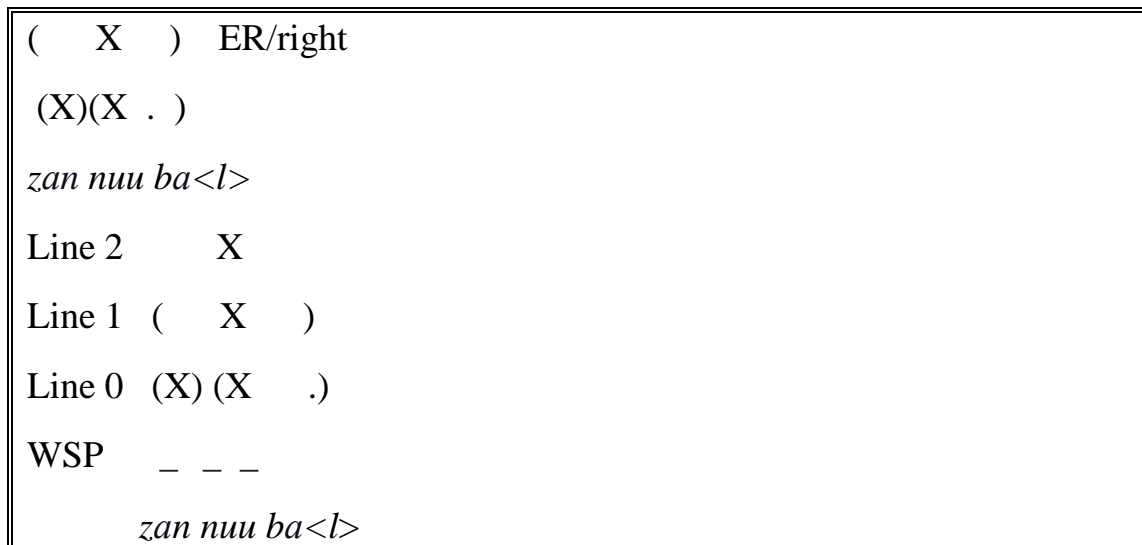 ( X ) ER/right
(X)(X . )
zan nuu ba<l>
Line 2 X
Line 1 ( X )
Line 0 (X) (X .)
WSP _ _ _
zan nuu ba<l>